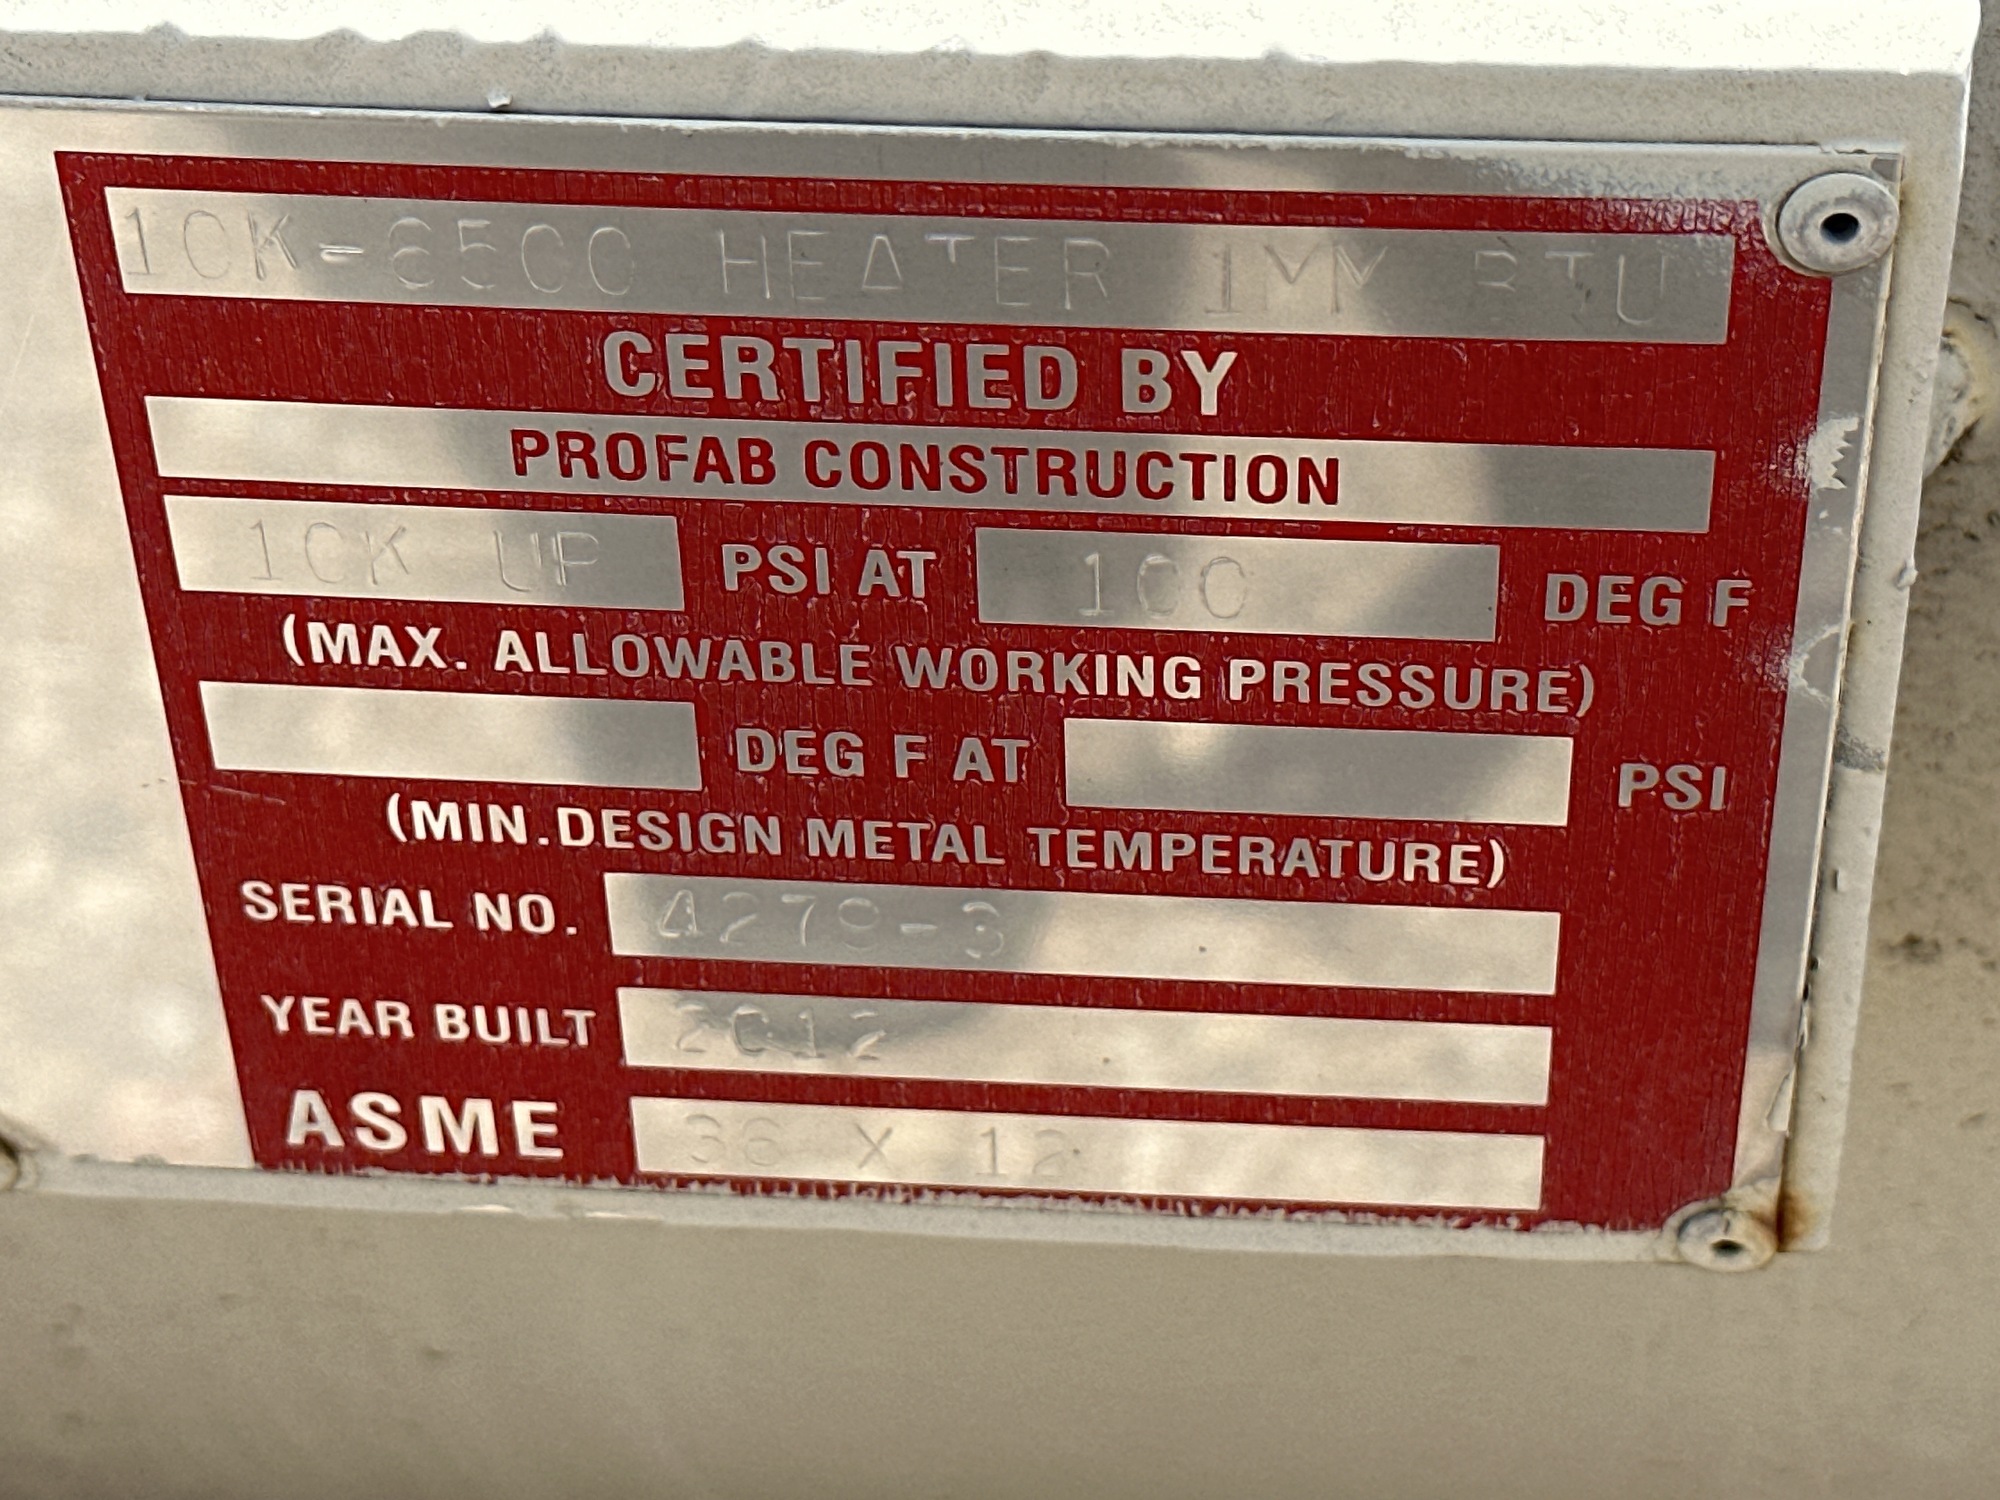 10K-6500 HEATER 1MM BTU
CERTIFIED BY
PROFAB CONSTRUCTION
10K UP PSI AT 100 DEG F
(MAX. ALLOWABLE WORKING PRESSURE)
DEG F AT PSI
(MIN. DESIGN METAL TEMPERATURE)
SERIAL NO. 4279-3
YEAR BUILT 2012
ASME 36 X 12